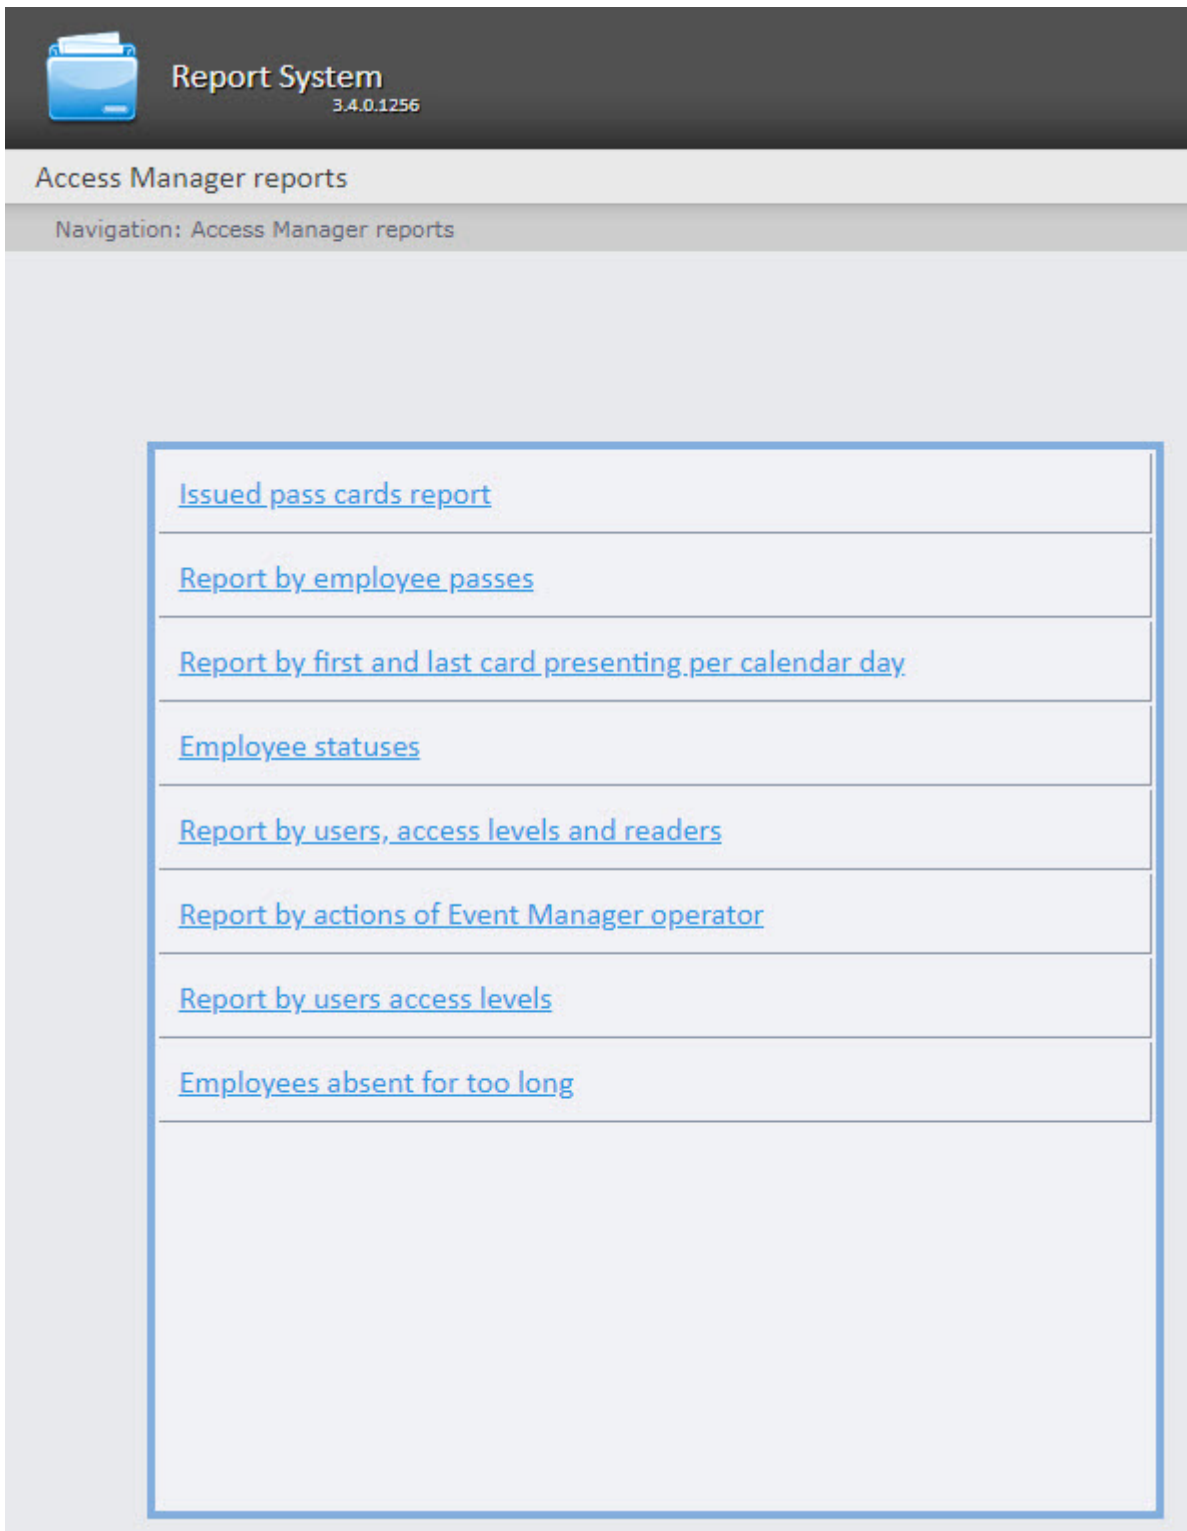 Report System
3.4.0.1256
Access Manager reports
Navigation: Access Manager reports
Issued pass cards report
Report by employee passes
Report by first and last card presenting per calendar day
Employee statuses
Report by users, access levels and readers
Report by actions of Event Manager operator
Report by users access levels
Employees absent for too long